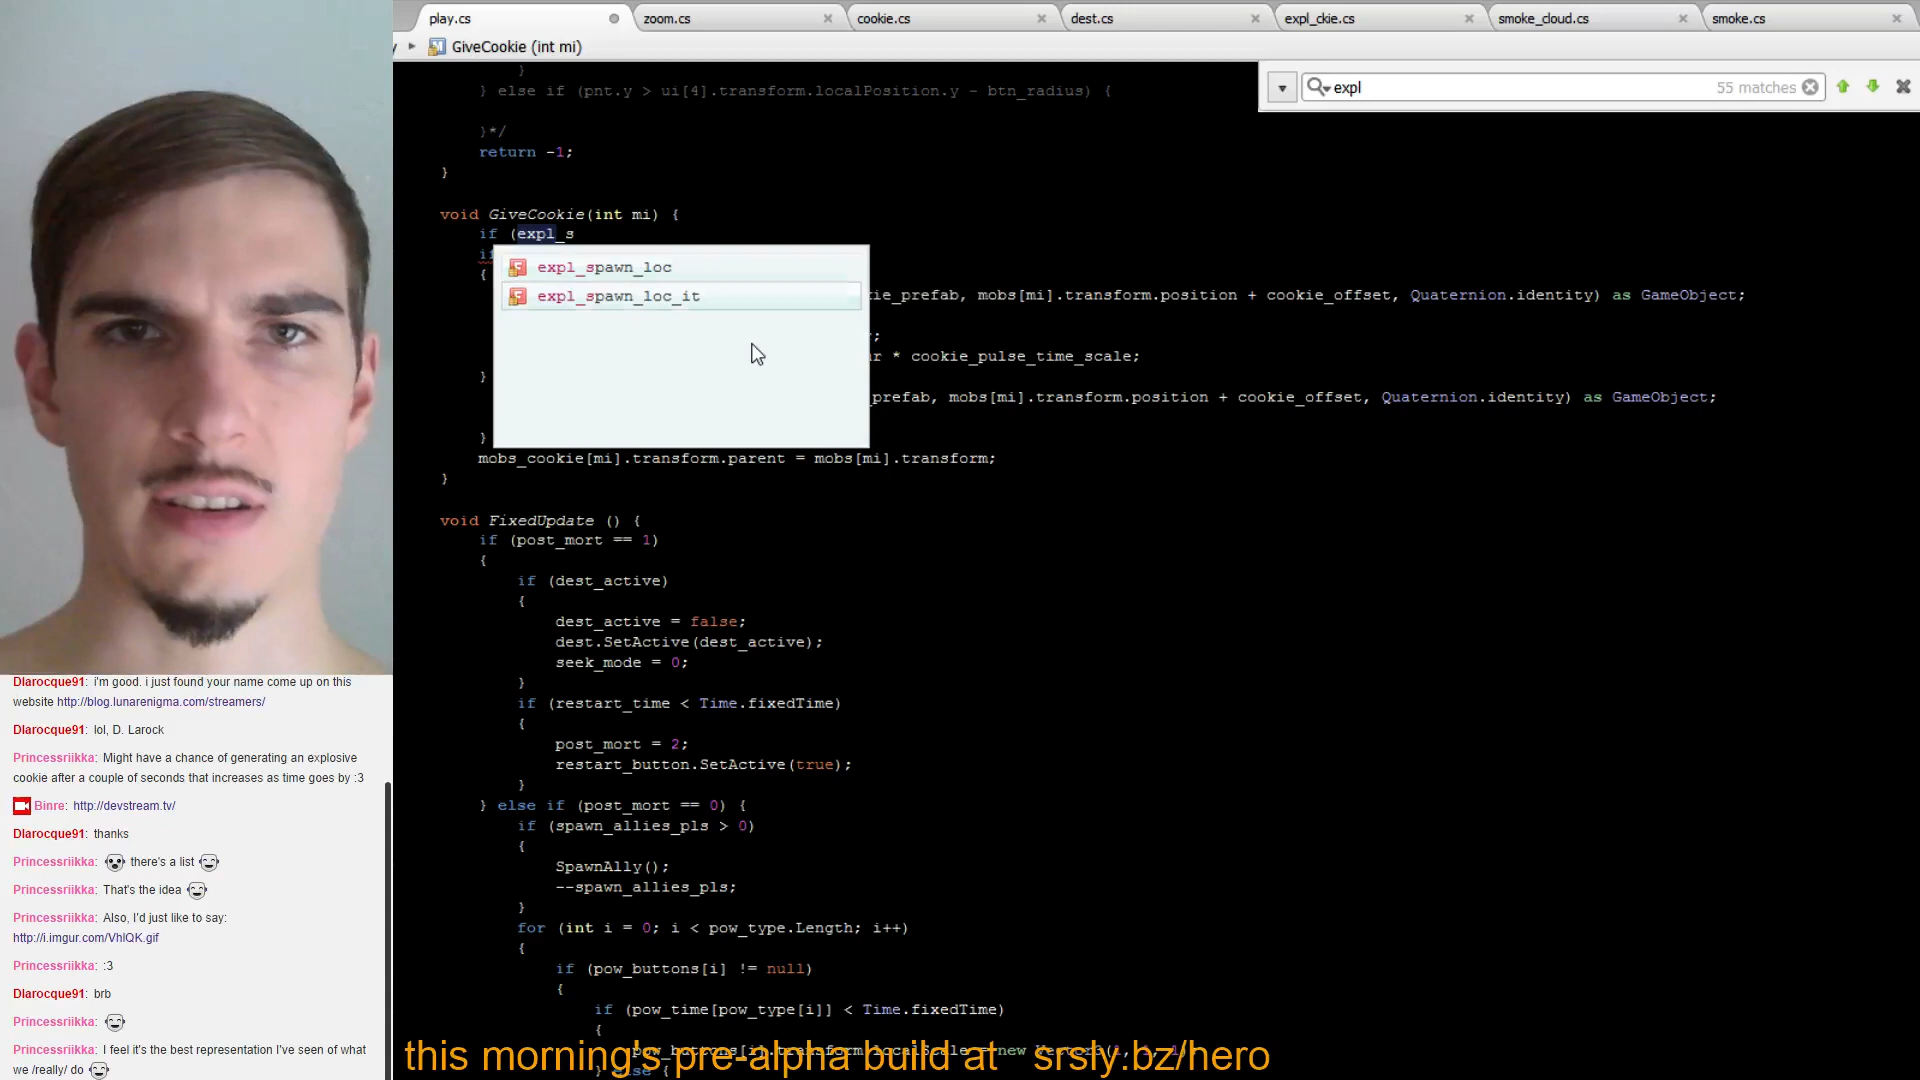 play.cs
zoom.cs
cookie.cs
dest.cs
expl_ckie.cs
smoke_cloud.cs
smoke.cs
GiveCookie (int mi)
expl
55 matches
}
} else if (pnt.y > ui[4].transform.localPosition.y - btn_radius) {
}*/
return -1;
}
void GiveCookie(int mi) {
if (expl_s
{
expl_spawn_loc
expl_spawn_loc_it
_prefab, mobs[mi].transform.position + cookie_offset, Quaternion.identity) as GameObject;
;
* cookie_pulse_time_scale;
}
_prefab, mobs[mi].transform.position + cookie_offset, Quaternion.identity) as GameObject;
}
mobs_cookie[mi].transform.parent = mobs[mi].transform;
}
void FixedUpdate () {
if (post_mort == 1)
{
if (dest_active)
{
dest_active = false;
dest.SetActive(dest_active);
seek_mode = 0;
}
if (restart_time < Time.fixedTime)
{
post_mort = 2;
restart_button.SetActive(true);
}
} else if (post_mort == 0) {
if (spawn_allies_pls > 0)
{
SpawnAlly();
--spawn_allies_pls;
}
for (int i = 0; i < pow_type.Length; i++)
{
if (pow_buttons[i] != null)
{
if (pow_time[pow_type[i]] < Time.fixedTime)
{
} else {
this morning's pre-alpha build at - srsly.bz/hero
Dlarocque91: i'm good. i just found your name come up on this
website http://blog.lunarenigma.com/streamers/
Dlarocque91: lol, D. Larock
Princessriikka: Might have a chance of generating an explosive
cookie after a couple of seconds that increases as time goes by :3
Binre: http://devstream.tv/
Dlarocque91: thanks
Princessriikka: there's a list
Princessriikka: That's the idea
Princessriikka: Also, I'd just like to say:
http://i.imgur.com/VhlQK.gif
Princessriikka: :3
Dlarocque91: brb
Princessriikka:
Princessriikka: I feel it's the best representation I've seen of what
we /really/ do